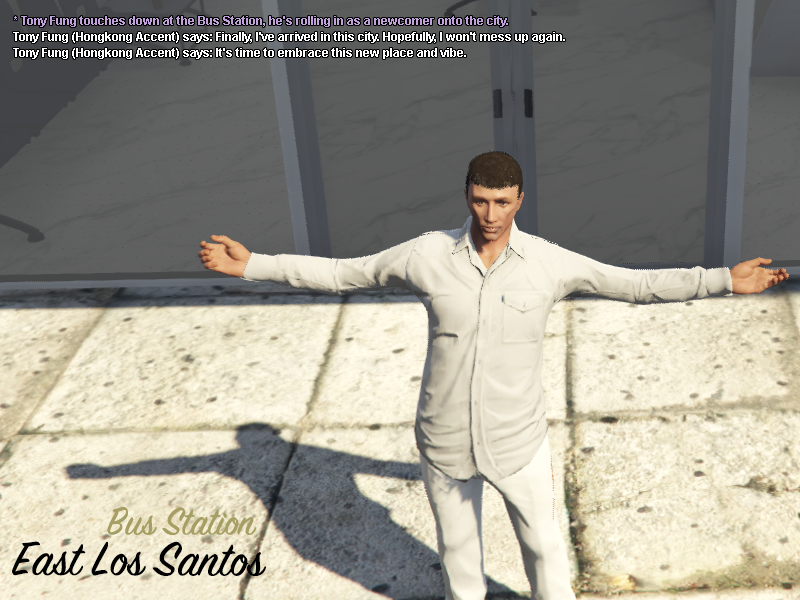 * Tony Fung touches down at the Bus Station, he's rolling in as a newcomer onto the city.
Tony Fung (Hongkong Accent) says: Finally, I've arrived in this city. Hopefully, I won't mess up again.
Tony Fung (Hongkong Accent) says: It's time to embrace this new place and vibe.
Bus Station
East Los Santos